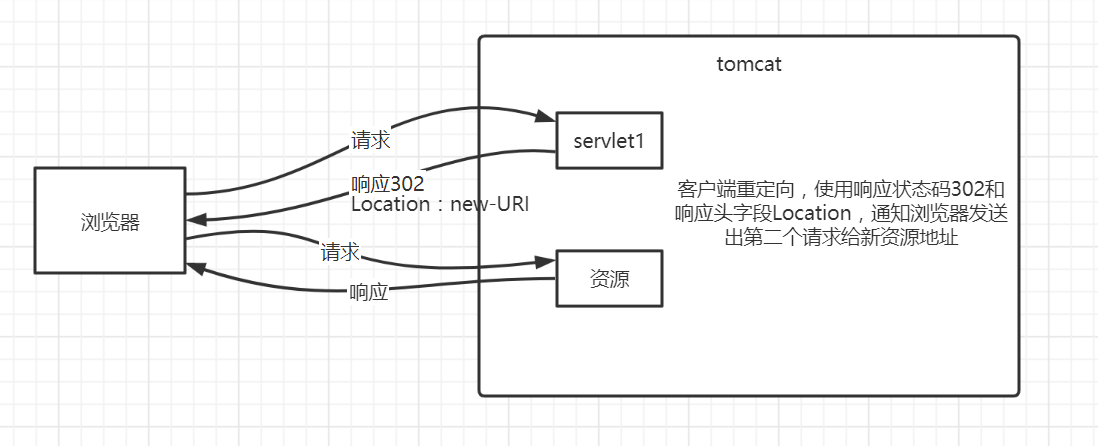 tomcat
请求
servlet1
响应302
Location：new-URI
浏览器
客户端重定向，使用响应状态码302和
响应头字段Location，通知浏览器发送
出第二个请求给新资源地址
请求
资源
响应